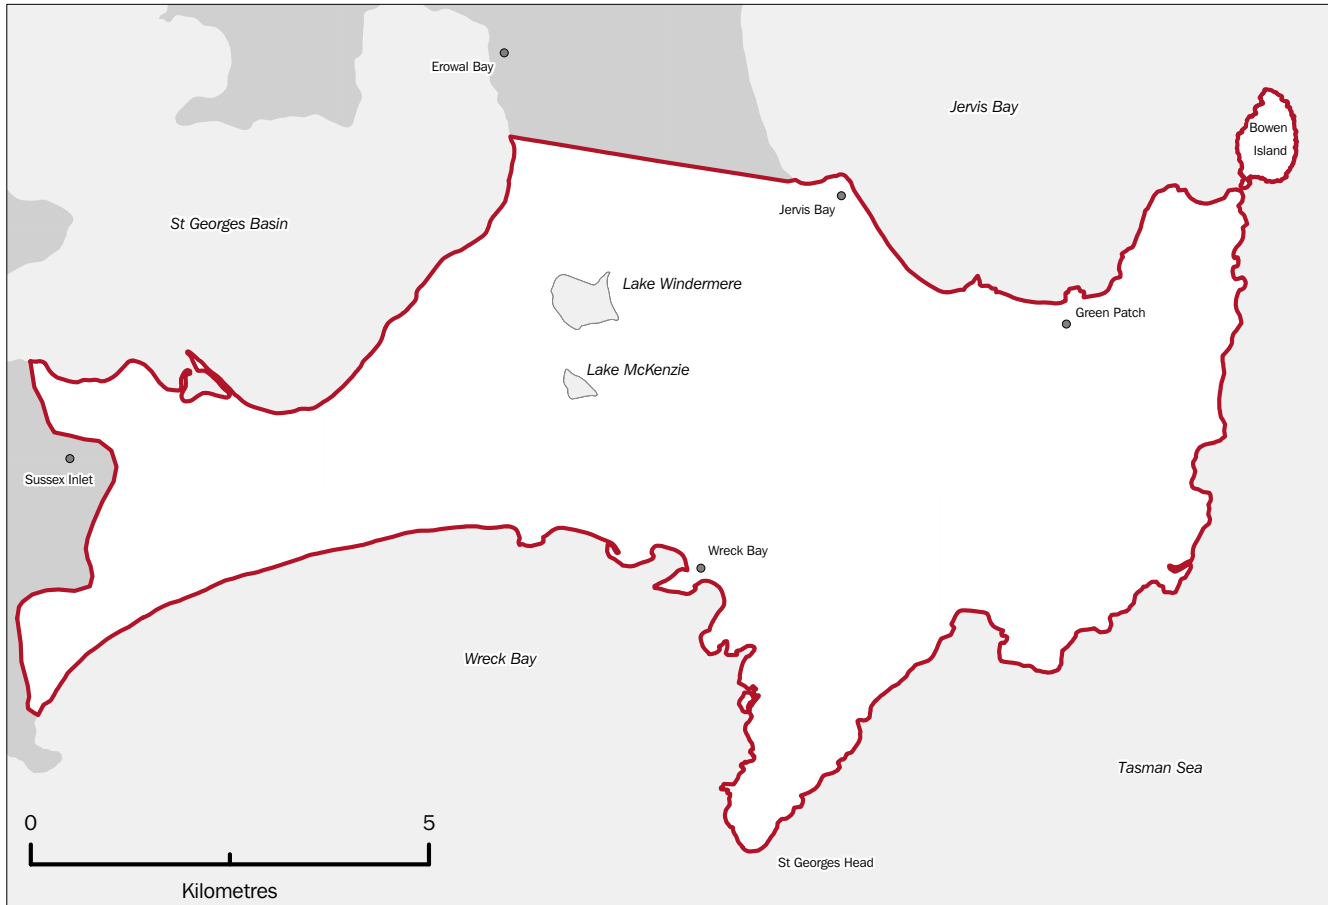 Erowal Bay
Jervis Bay
Bowen
Island
Jervis Bay
St Georges Basin
Lake Windermere
Green Patch
Lake McKenzie
Sussex Inlet
Wreck Bay
Wreck Bay
Tasman Sea
0
5
St Georges Head
Kilometres